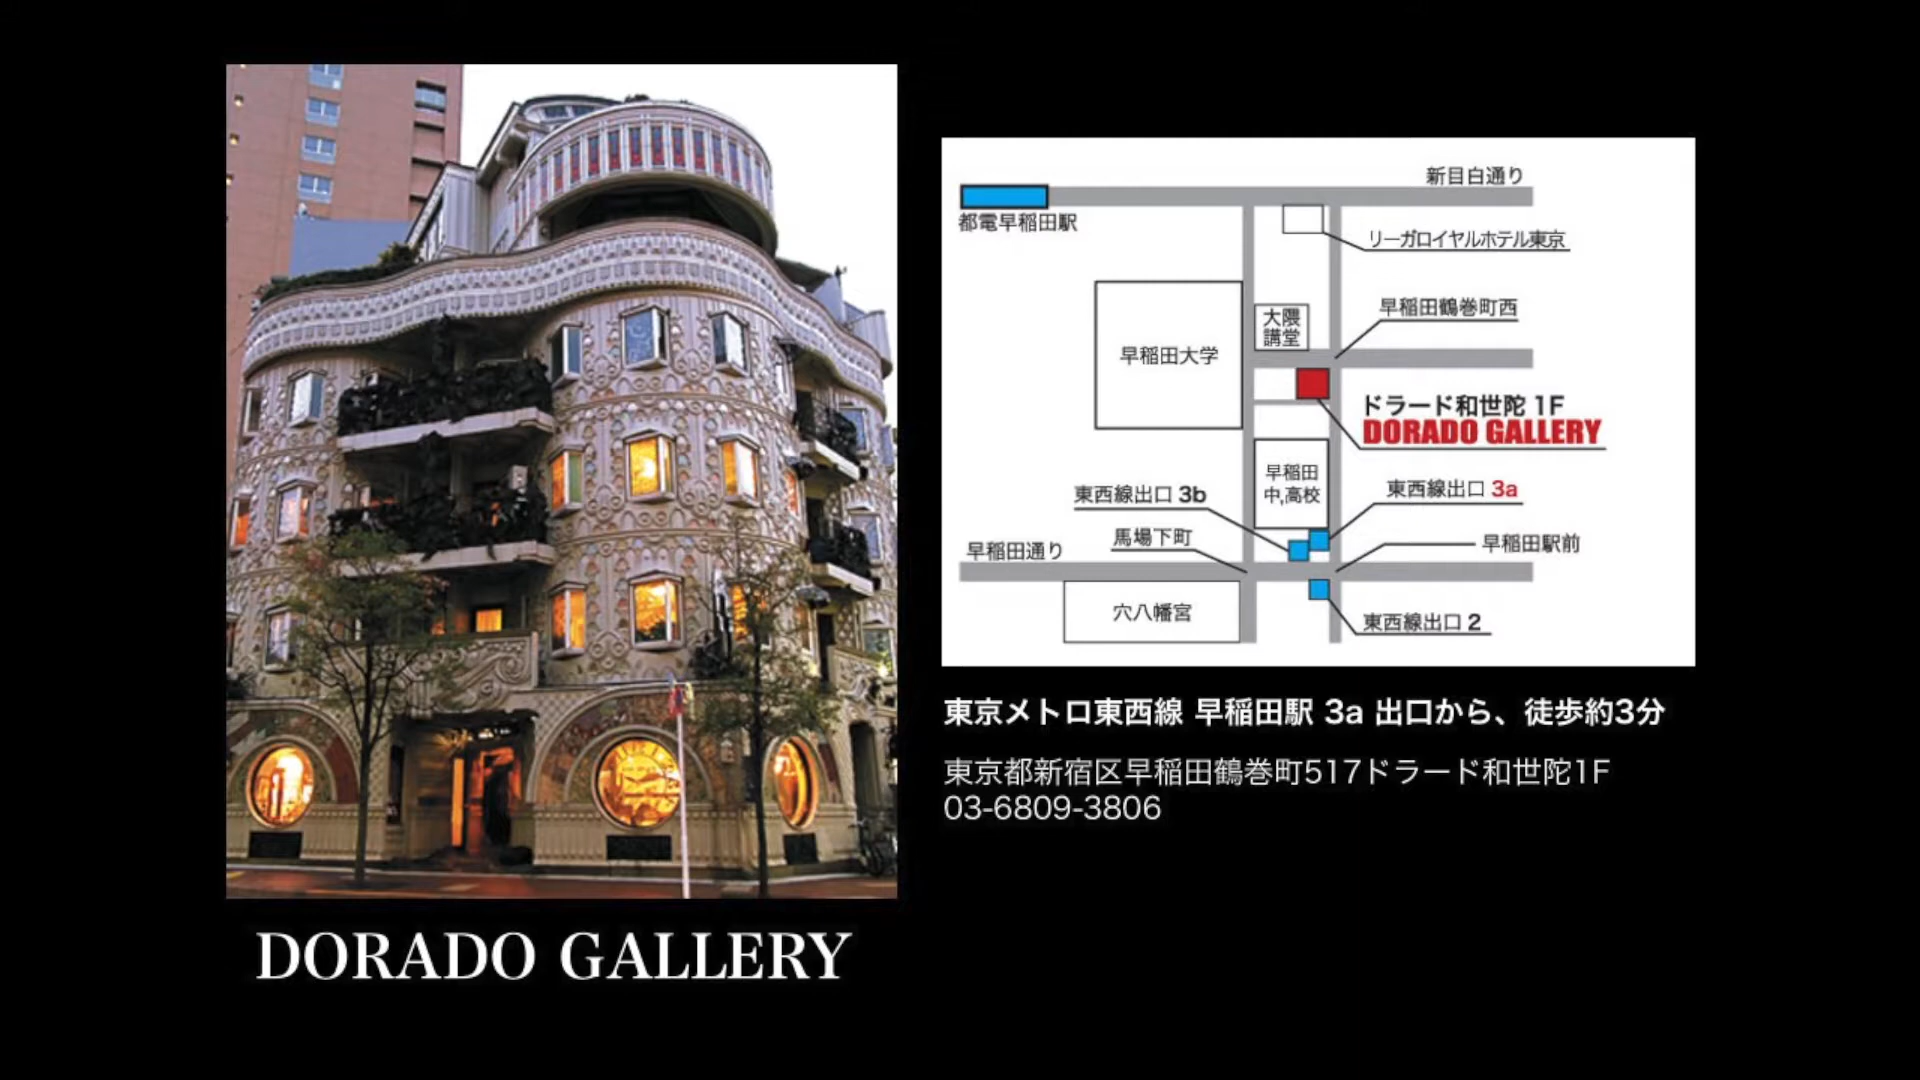 DORADO GALLERY
新目白通り
都電早稲田駅
リーガロイヤルホテル東京
早稲田鶴巻町西
大隈
講堂
早稲田大学
ドラード和世陀 1F
DORADO GALLERY
早稲田
中,高校
東西線出口 3b
東西線出口 3a
馬場下町
早稲田駅前
早稲田通り
穴八幡宮
東西線出口 2
東京メトロ東西線 早稲田駅 3a 出口から、徒歩約3分
東京都新宿区早稲田鶴巻町517ドラード和世陀1F
03-6809-3806